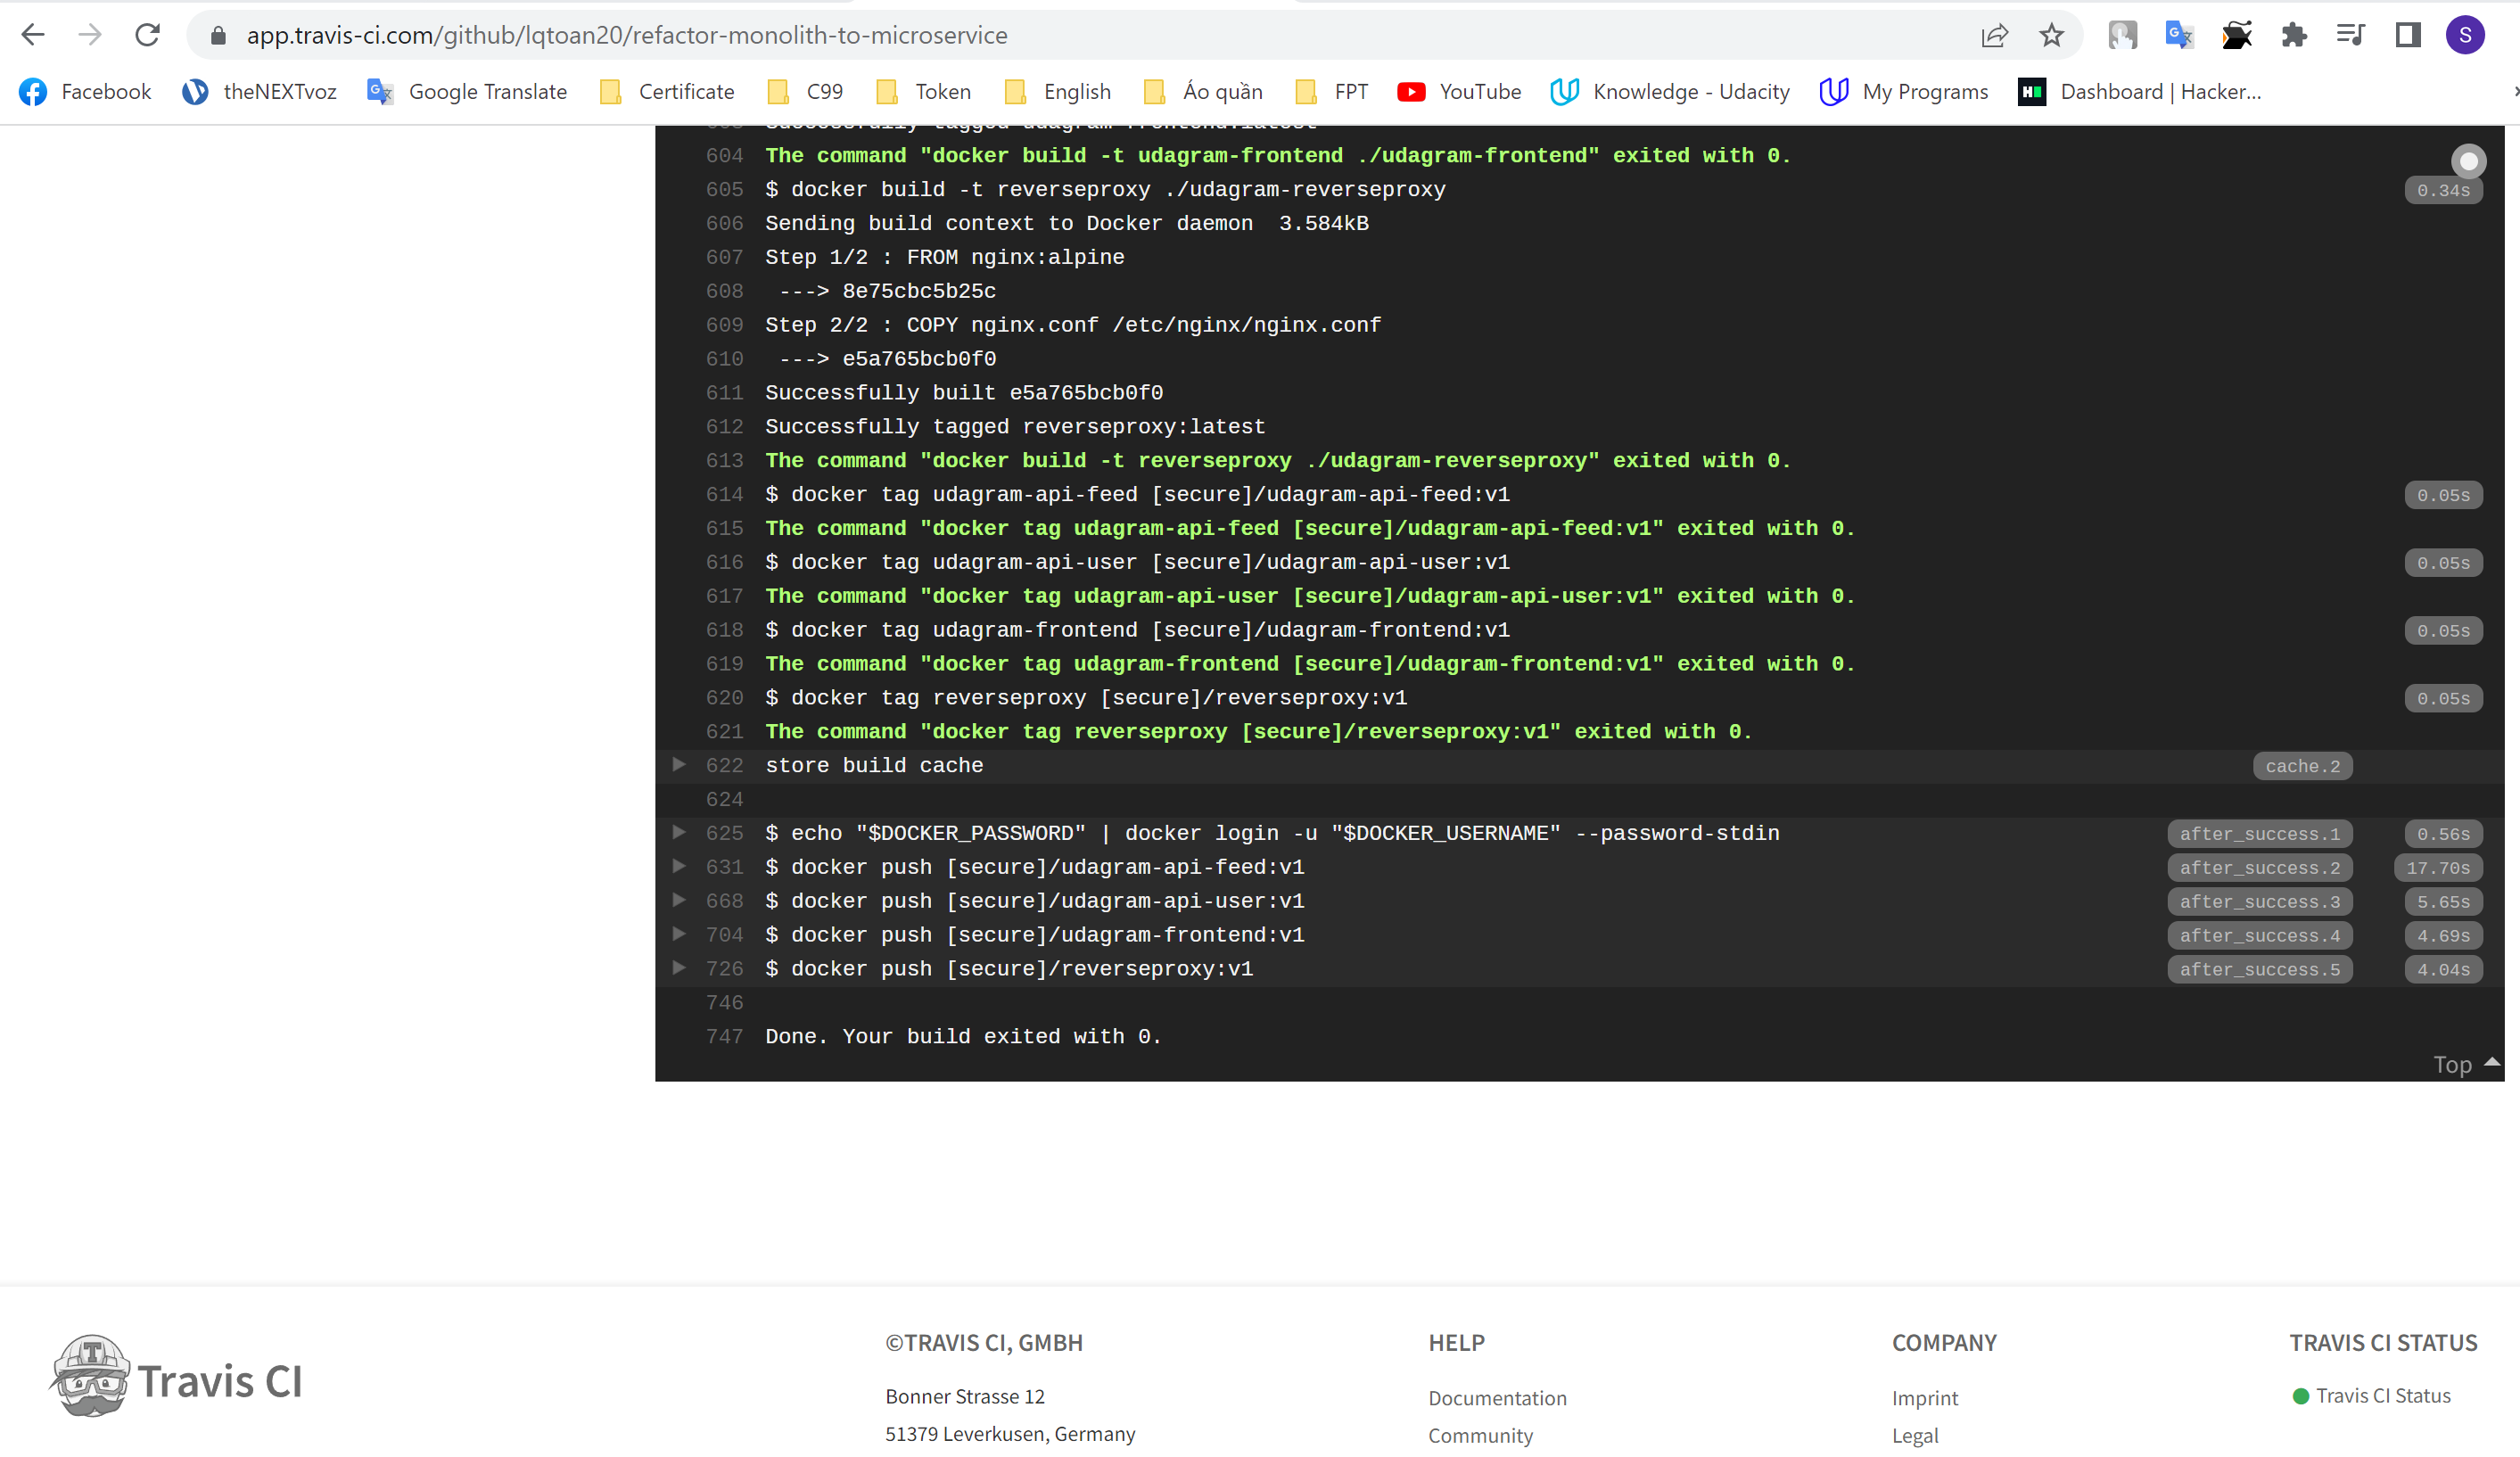 app.travis-ci.com/github/lqtoan20/refactor-monolith-to-microservice
S
Facebook theNEXTvoz Google Translate Certificate C99 Token English Áo quần FPT YouTube Knowledge - Udacity My Programs Dashboard | Hacker...
603 Successfully tagged udagram-frontend:latest
604 The command "docker build -t udagram-frontend ./udagram-frontend" exited with 0.
605 $ docker build -t reverseproxy ./udagram-reverseproxy 0.34s
606 Sending build context to Docker daemon  3.584kB
607 Step 1/2 : FROM nginx:alpine
608  ---> 8e75cbc5b25c
609 Step 2/2 : COPY nginx.conf /etc/nginx/nginx.conf
610  ---> e5a765bcb0f0
611 Successfully built e5a765bcb0f0
612 Successfully tagged reverseproxy:latest
613 The command "docker build -t reverseproxy ./udagram-reverseproxy" exited with 0.
614 $ docker tag udagram-api-feed [secure]/udagram-api-feed:v1 0.05s
615 The command "docker tag udagram-api-feed [secure]/udagram-api-feed:v1" exited with 0.
616 $ docker tag udagram-api-user [secure]/udagram-api-user:v1 0.05s
617 The command "docker tag udagram-api-user [secure]/udagram-api-user:v1" exited with 0.
618 $ docker tag udagram-frontend [secure]/udagram-frontend:v1 0.05s
619 The command "docker tag udagram-frontend [secure]/udagram-frontend:v1" exited with 0.
620 $ docker tag reverseproxy [secure]/reverseproxy:v1 0.05s
621 The command "docker tag reverseproxy [secure]/reverseproxy:v1" exited with 0.
622 store build cache cache.2
624
625 $ echo "$DOCKER_PASSWORD" | docker login -u "$DOCKER_USERNAME" --password-stdin after_success.1 0.56s
631 $ docker push [secure]/udagram-api-feed:v1 after_success.2 17.70s
668 $ docker push [secure]/udagram-api-user:v1 after_success.3 5.65s
704 $ docker push [secure]/udagram-frontend:v1 after_success.4 4.69s
726 $ docker push [secure]/reverseproxy:v1 after_success.5 4.04s
746
747 Done. Your build exited with 0.
Top
Travis CI
©TRAVIS CI, GMBH
Bonner Strasse 12
51379 Leverkusen, Germany
HELP
Documentation
Community
COMPANY
Imprint
Legal
TRAVIS CI STATUS
Travis CI Status